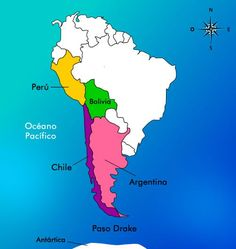 N
O
E
S
Perú
Bolivia
Océano
Pacífico
Chile
Argentina
Paso Drake
Antártica